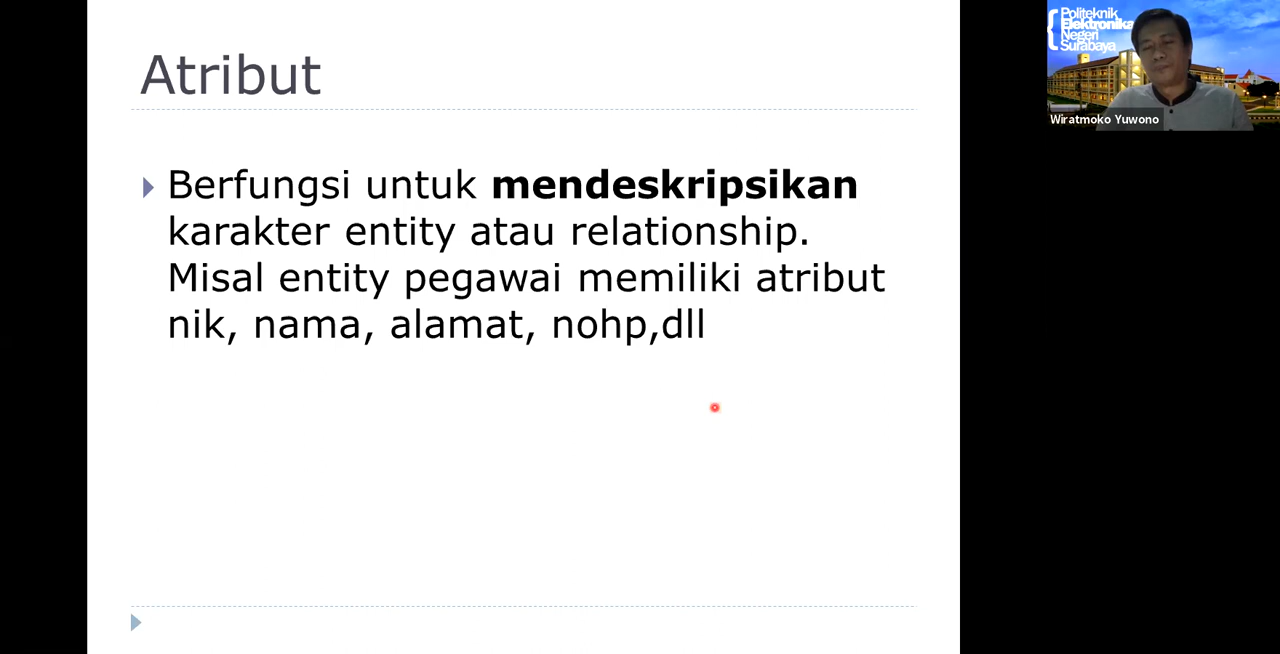 Atribut
Berfungsi untuk mendeskripsikan
karakter entity atau relationship.
Misal entity pegawai memiliki atribut
nik, nama, alamat, nohp,dll
Politeknik
Elektronika
Negeri
Surabaya
Wiratmoko Yuwono